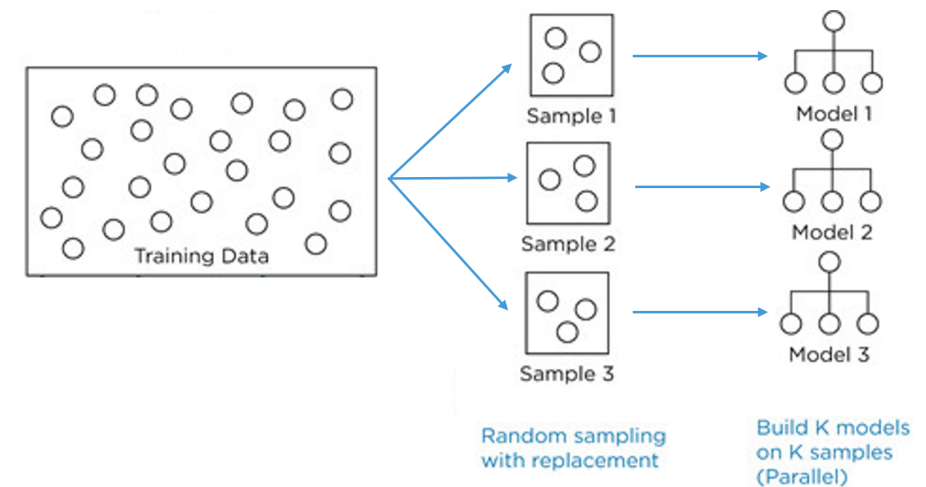 Training Data
Sample 1
Model 1
Sample 2
Model 2
Sample 3
Model 3
Random sampling
with replacement
Build K models
on K samples
(Parallel)